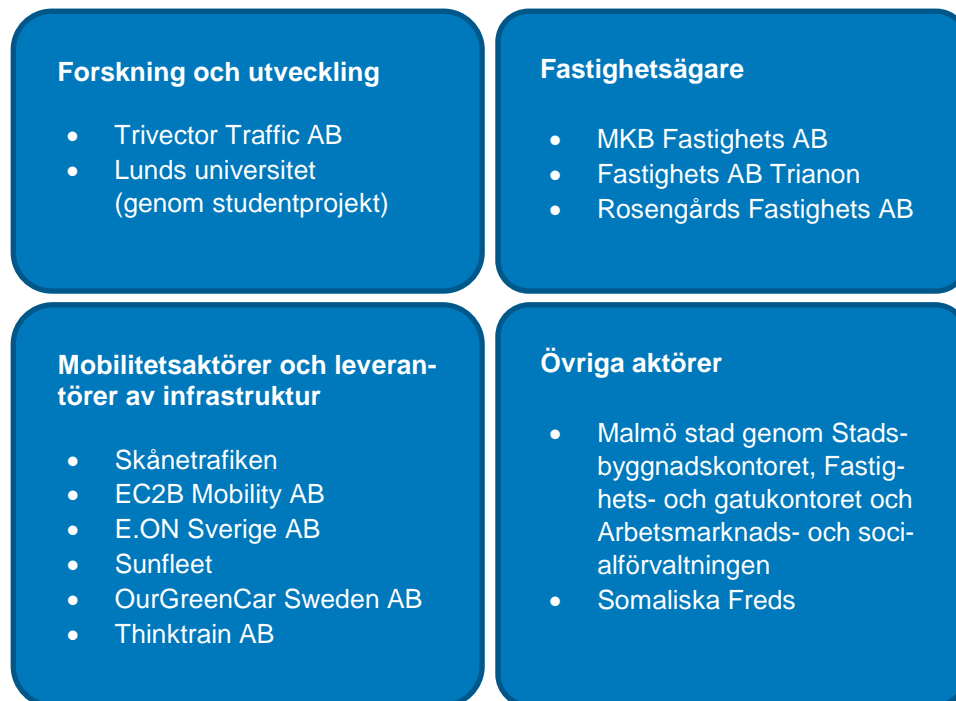 Forskning och utveckling
• Trivector Traffic AB
• Lunds universitet
(genom studentprojekt)
Fastighetsägare
• MKB Fastighets AB
• Fastighets AB Trianon
• Rosengårds Fastighets AB
Mobilitetsaktörer och leveran-
törer av infrastruktur
• Skånetrafiken
• EC2B Mobility AB
• E.ON Sverige AB
• Sunfleet
• OurGreenCar Sweden AB
• Thinktrain AB
Övriga aktörer
• Malmö stad genom Stads-
byggnadskontoret, Fastig-
hets- och gatukontoret och
Arbetsmarknads- och soci-
alförvaltningen
• Somaliska Freds